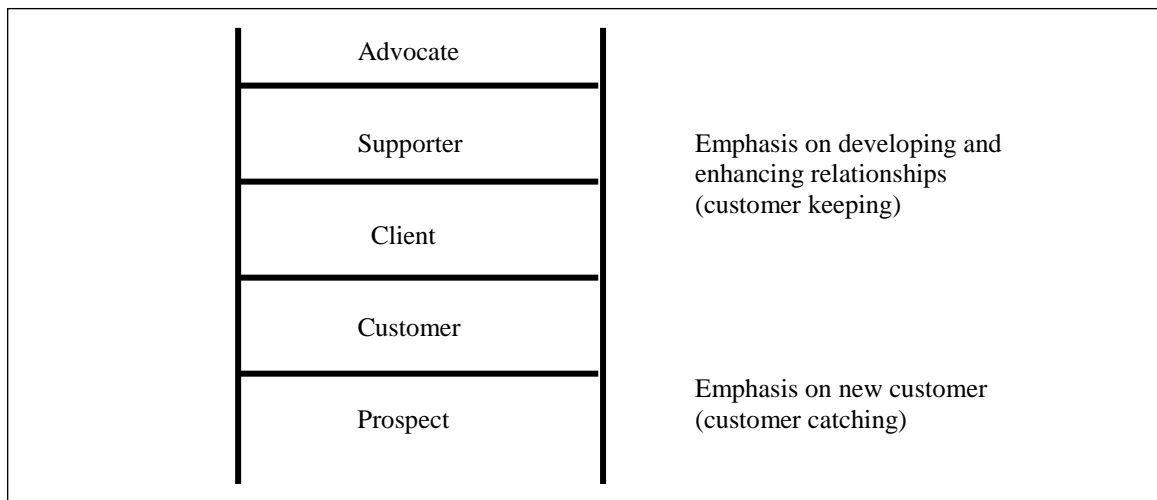 Advocate
Supporter
Emphasis on developing and
enhancing relationships
(customer keeping)
Client
Customer
Emphasis on new customer
(customer catching)
Prospect